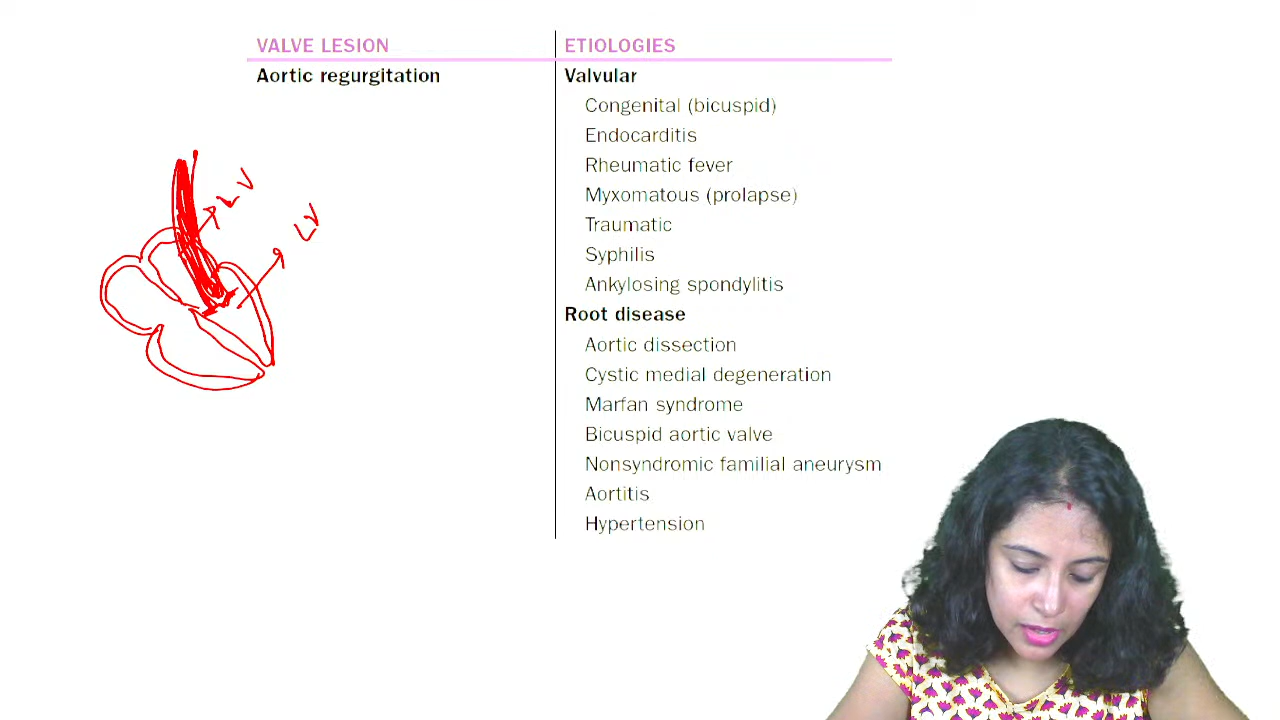 VALVE LESION ETIOLOGIES
Aortic regurgitation Valvular
Congenital (bicuspid)
Endocarditis
Rheumatic fever
Myxomatous (prolapse)
Traumatic
Syphilis
Ankylosing spondylitis
Root disease
Aortic dissection
Cystic medial degeneration
Marfan syndrome
Bicuspid aortic valve
Nonsyndromic familial aneurysm
Aortitis
Hypertension
LV